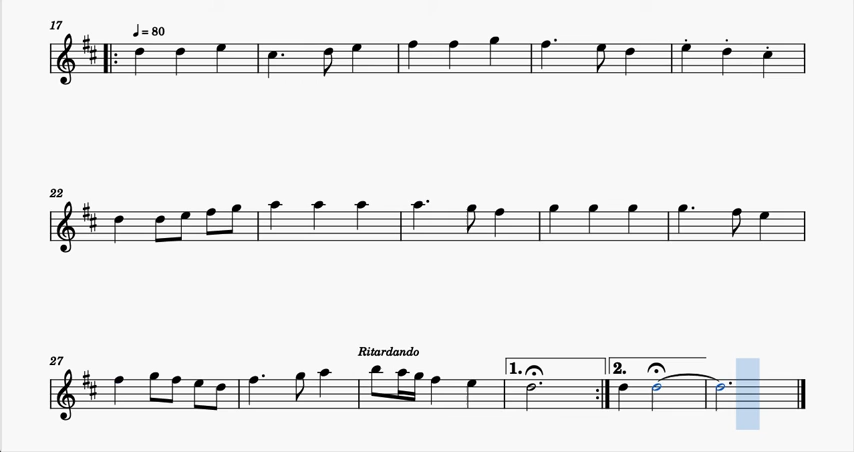 17
♩ = 80
22
27
Ritardando
1.
2.